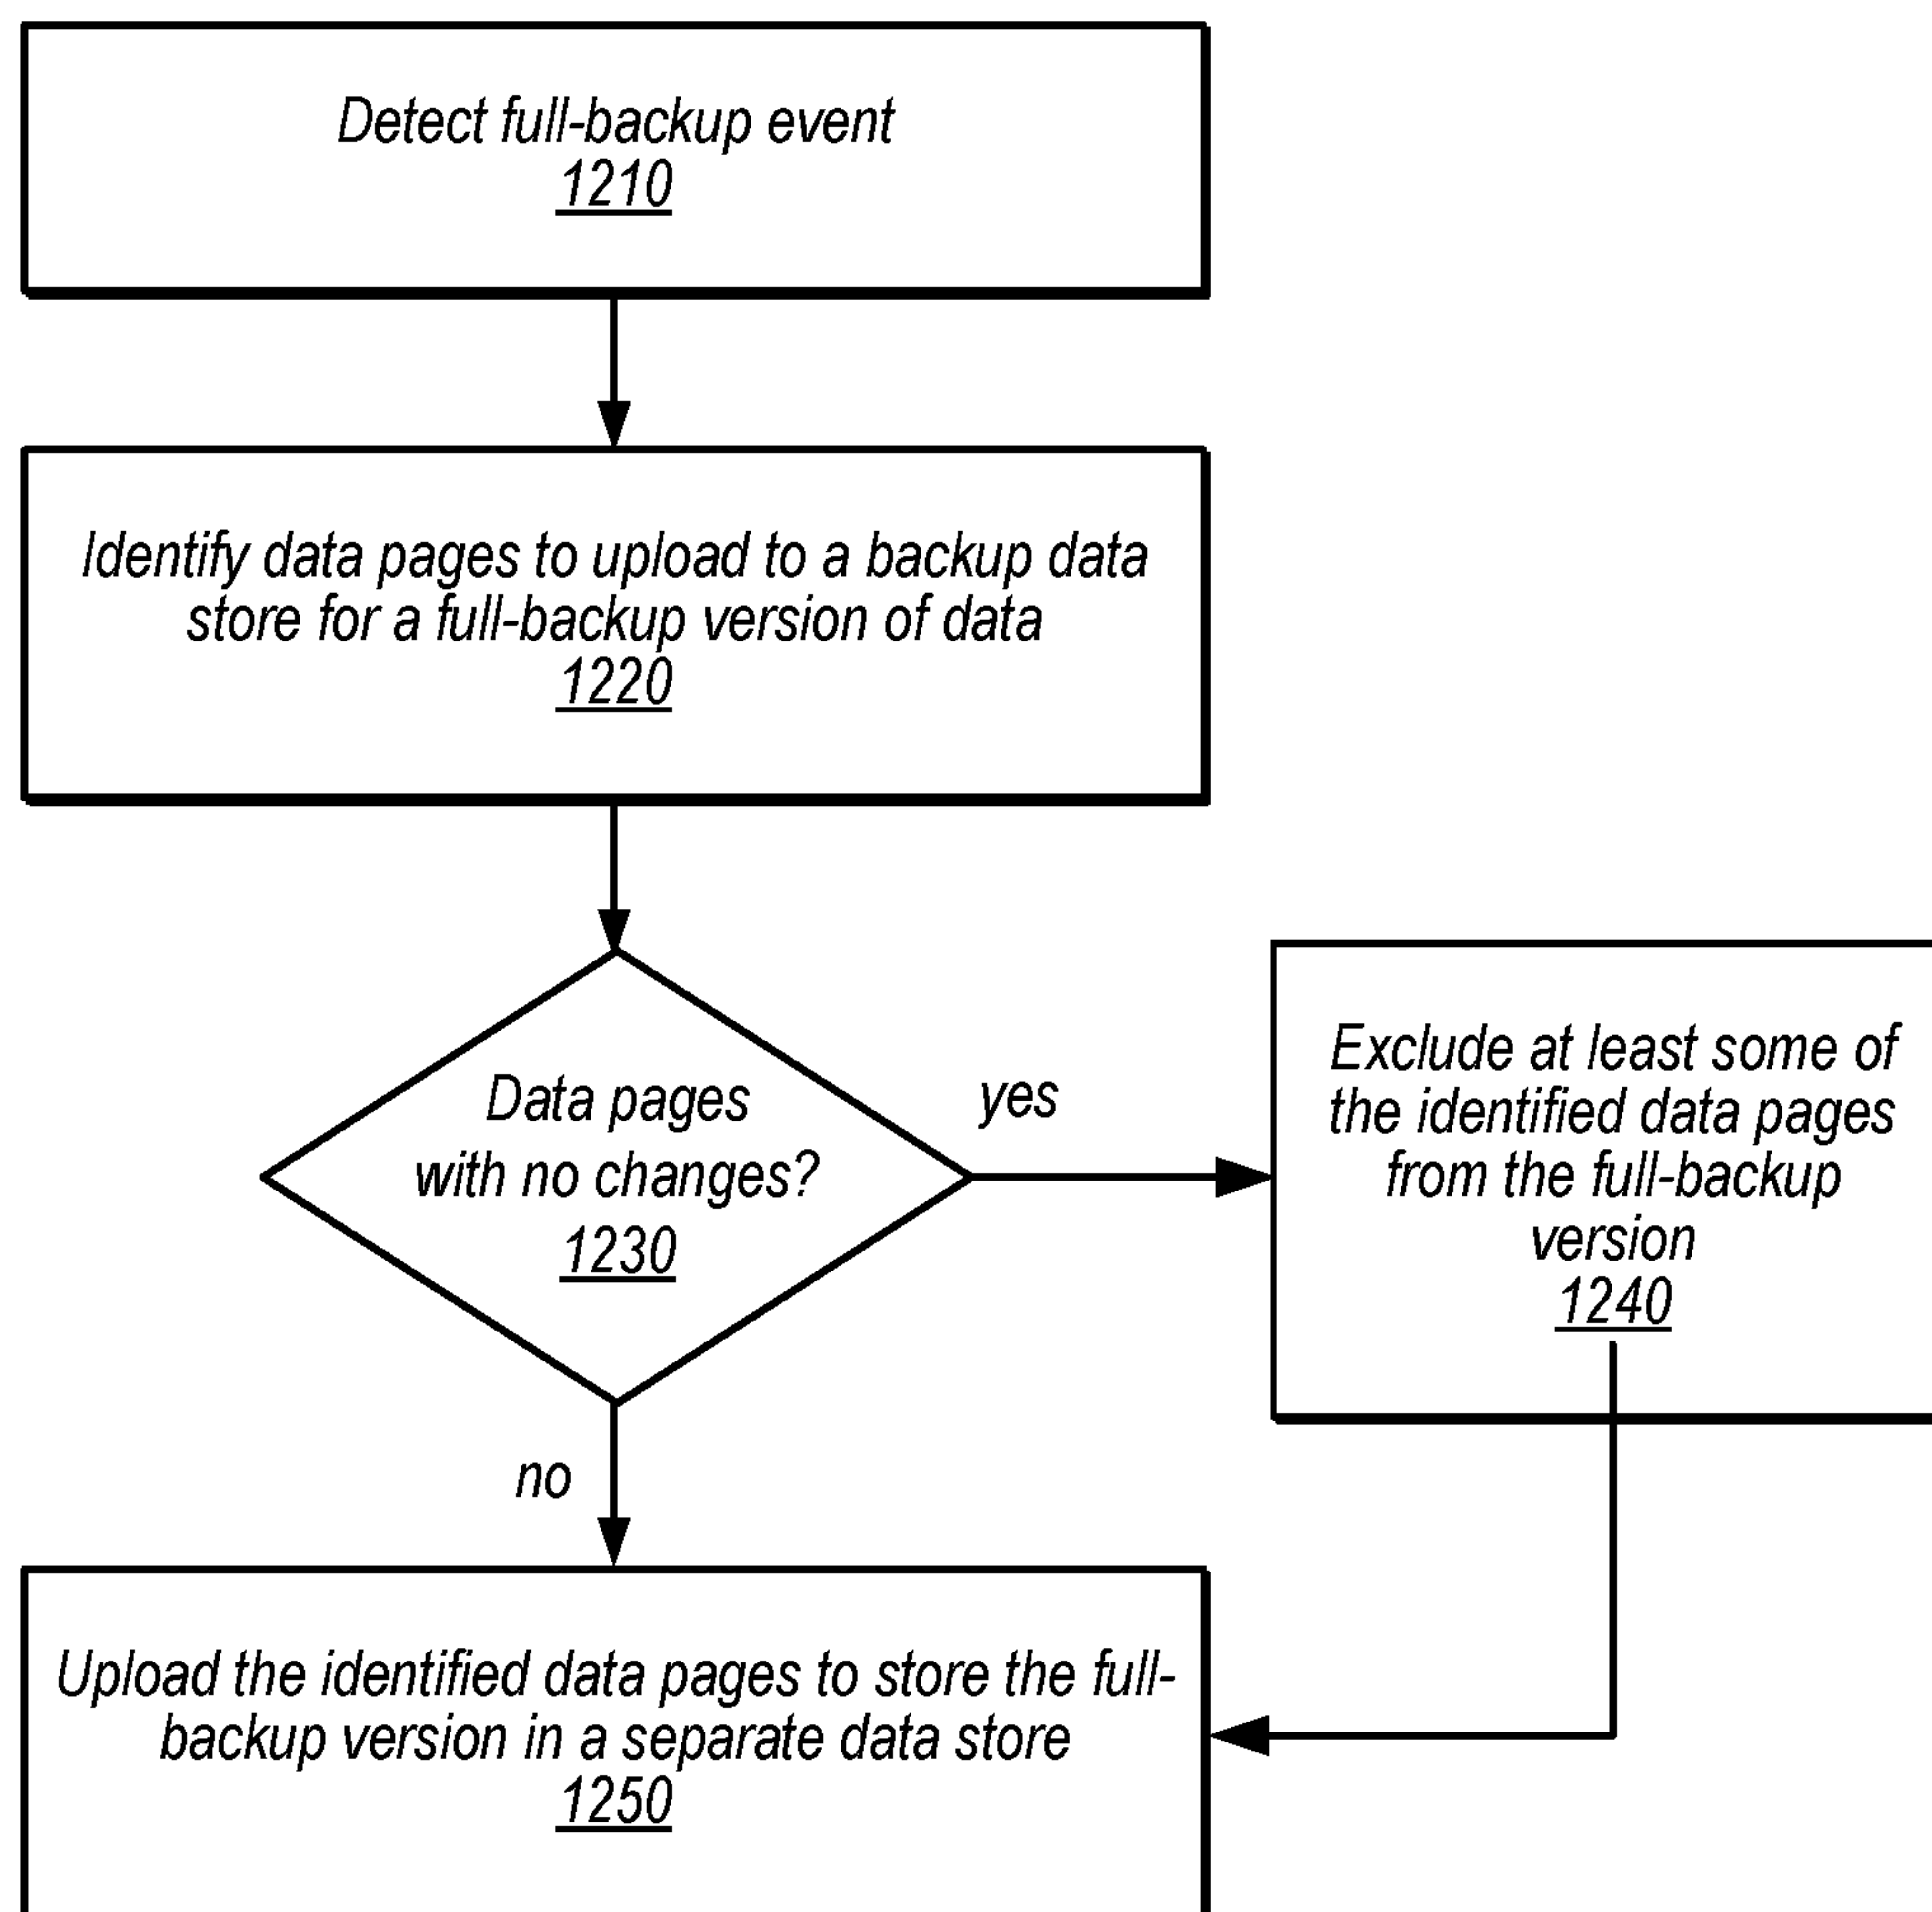 Detect full-backup event
1210
Identify data pages to upload to a backup data
store for a full-backup version of data
1220
Data pages
with no changes?
1230
yes
Exclude at least some of
the identified data pages
from the full-backup
version
1240
no
Upload the identified data pages to store the full-
backup version in a separate data store
1250